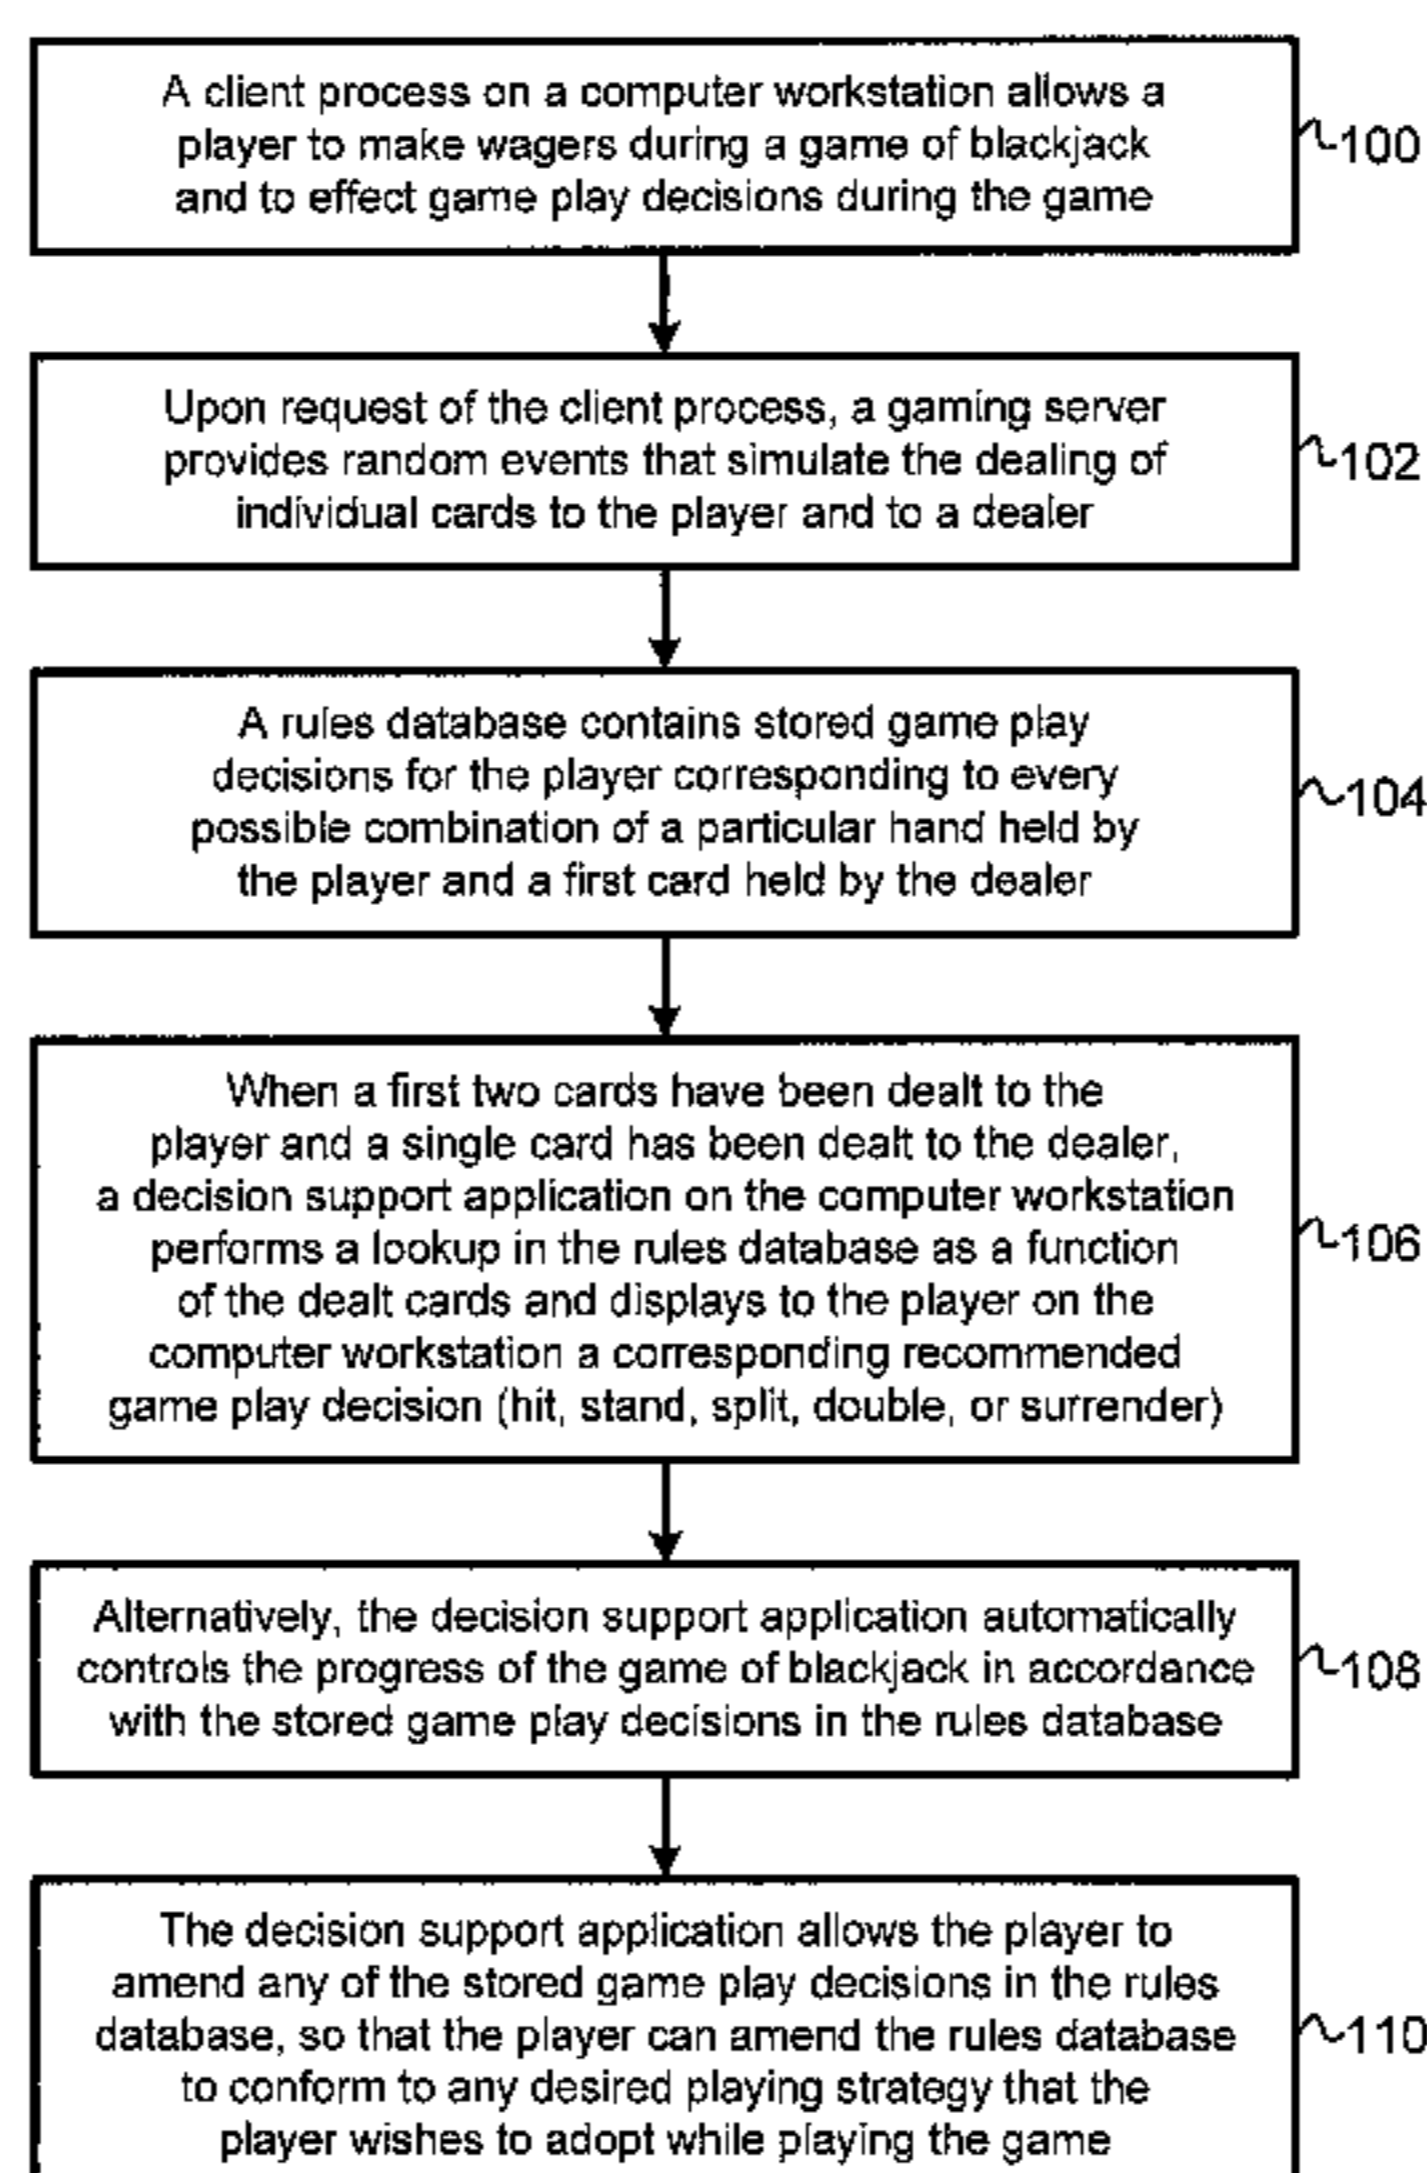 A client process on a computer workstation allows a
player to make wagers during a game of blackjack
and to effect game play decisions during the game
100
Upon request of the client process, a gaming server
provides random events that simulate the dealing of
individual cards to the player and to a dealer
102
A rules database contains stored game play
decisions for the player corresponding to every
possible combination of a particular hand held by
the player and a first card held by the dealer
104
When a first two cards have been dealt to the
player and a single card has been dealt to the dealer,
a decision support application on the computer workstation
performs a lookup in the rules database as a function
of the dealt cards and displays to the player on the
computer workstation a corresponding recommended
game play decision (hit, stand, split, double, or surrender)
106
Alternatively, the decision support application automatically
controls the progress of the game of blackjack in accordance
with the stored game play decisions in the rules database
108
The decision support application allows the player to
amend any of the stored game play decisions in the rules
database, so that the player can amend the rules database
to conform to any desired playing strategy that the
player wishes to adopt while playing the game
110